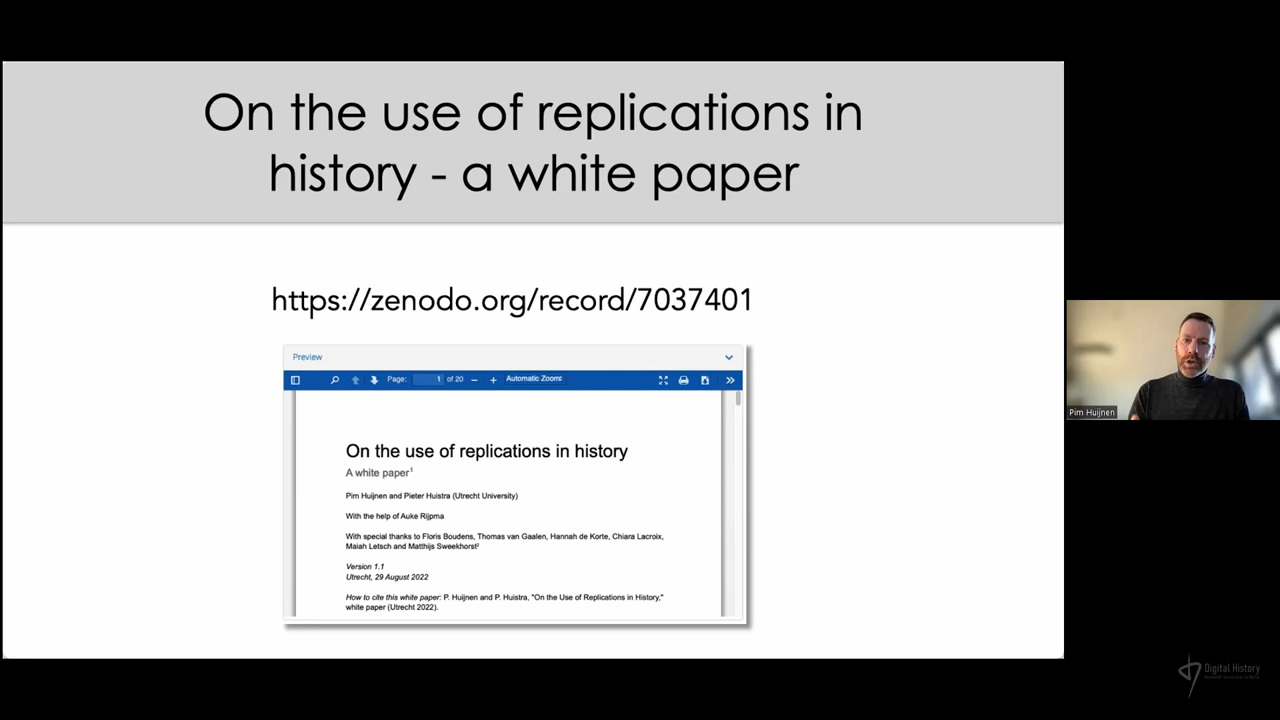 On the use of replications in
history - a white paper
https://zenodo.org/record/7037401
Preview
Page: 1 of 20 Automatic Zoom
On the use of replications in history
A white paper¹
Pim Huijnen and Pieter Huistra (Utrecht University)
With the help of Auke Rijpma
With special thanks to Floris Boudens, Thomas van Gaalen, Hannah de Korte, Chiara Lacroix,
Maiah Letsch and Matthijs Sweekhorst²
Version 1.1
Utrecht, 29 August 2022
How to cite this white paper: P. Huijnen and P. Huistra, "On the Use of Replications in History,"
white paper (Utrecht 2022).
Pim Huijnen
Digital History